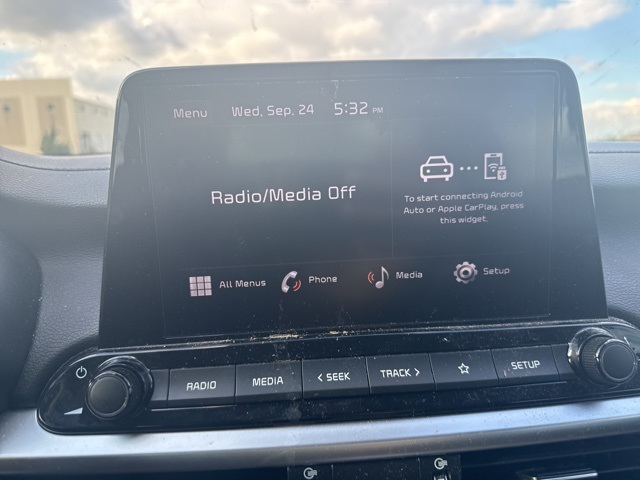 Menu Wed, Sep. 24 5:32 PM
Radio/Media Off
To start connecting Android
Auto or Apple CarPlay, press
this widget.
All Menus Phone Media Setup
RADIO MEDIA < SEEK TRACK > SETUP